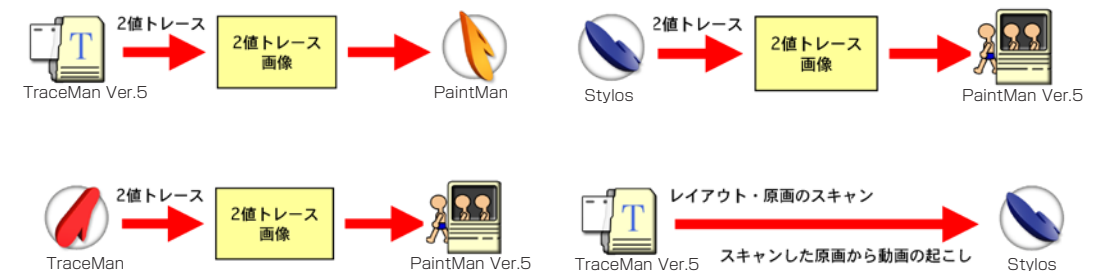 2値トレース
2値トレース
画像
T
TraceMan Ver.5
PaintMan
2値トレース
2値トレース
画像
Stylos
PaintMan Ver.5
2値トレース
2値トレース
画像
TraceMan
PaintMan Ver.5
レイアウト・原画のスキャン
T
スキャンした原画から動画の起こし
TraceMan Ver.5
Stylos